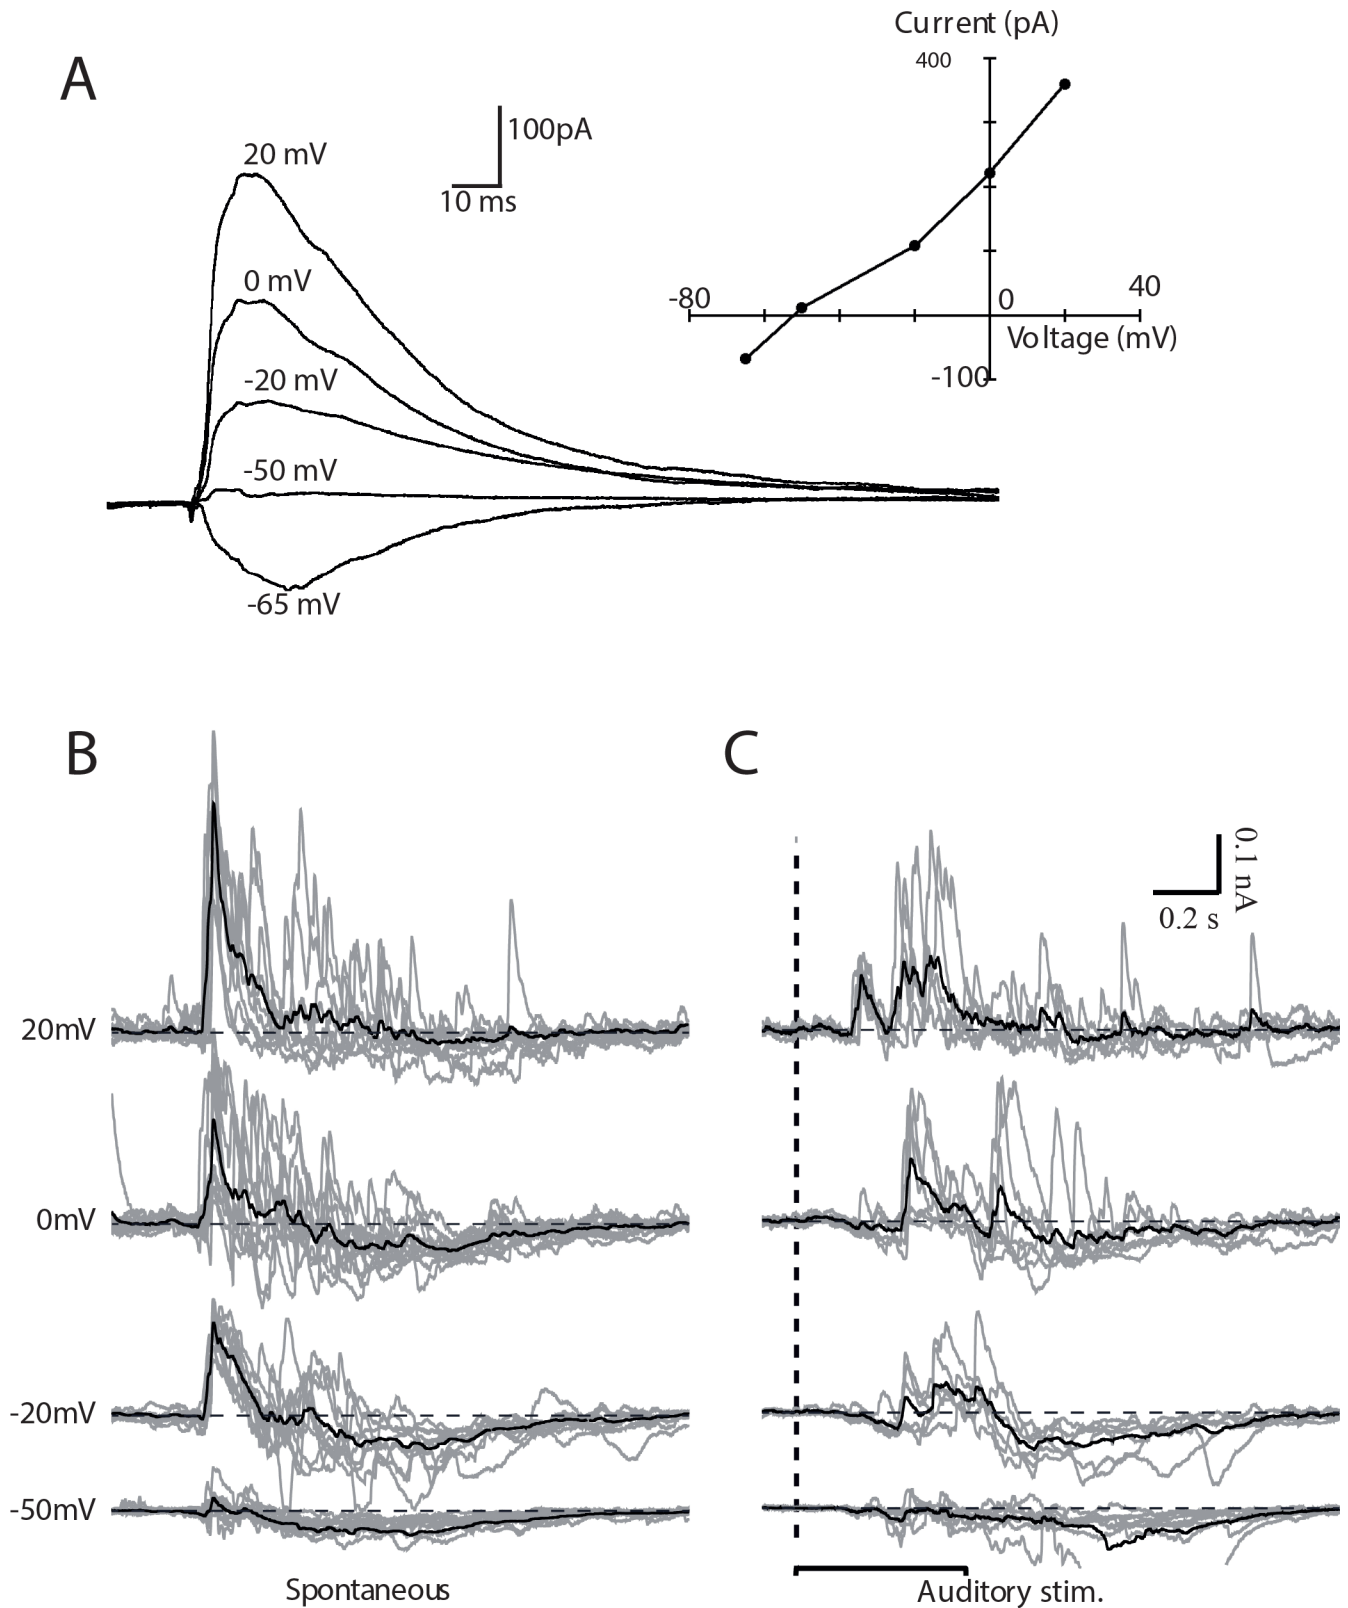 A
Current (pA)
400
100pA
10 ms
20 mV
0 mV
-20 mV
-50 mV
-65 mV
-80
0
40
Voltage (mV)
-100
B
C
0.1 nA
0.2 s
20mV
0mV
-20mV
-50mV
Spontaneous
Auditory stim.